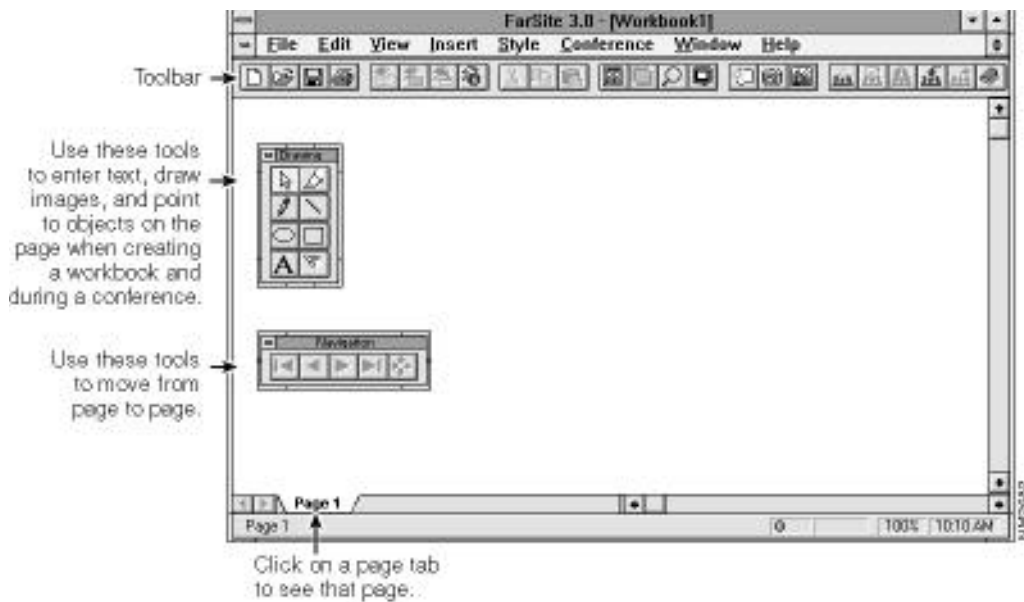 FarSite 3.0 - [Workbook1]
File Edit View Insert Style Conference Window Help
Toolbar
Use these tools
to enter text, draw
images, and point
to objects on the
page when creating
a workbook and
during a conference.
Drawing
A
Use these tools
to move from
page to page.
Navigation
Page 1
Page 1
0
100%
10:10 AM
Click on a page tab
to see that page.